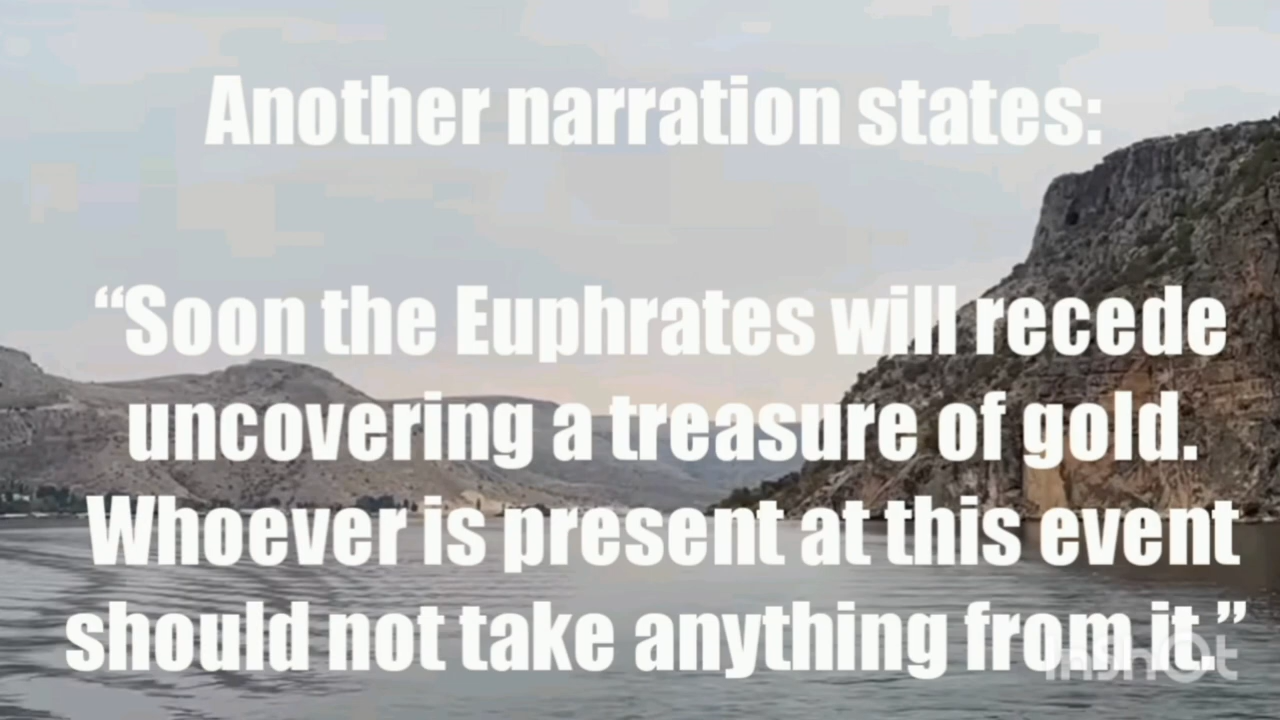 Another narration states:
“Soon the Euphrates will recede
uncovering a treasure of gold.
Whoever is present at this event
should not take anything from it.”
InShOt